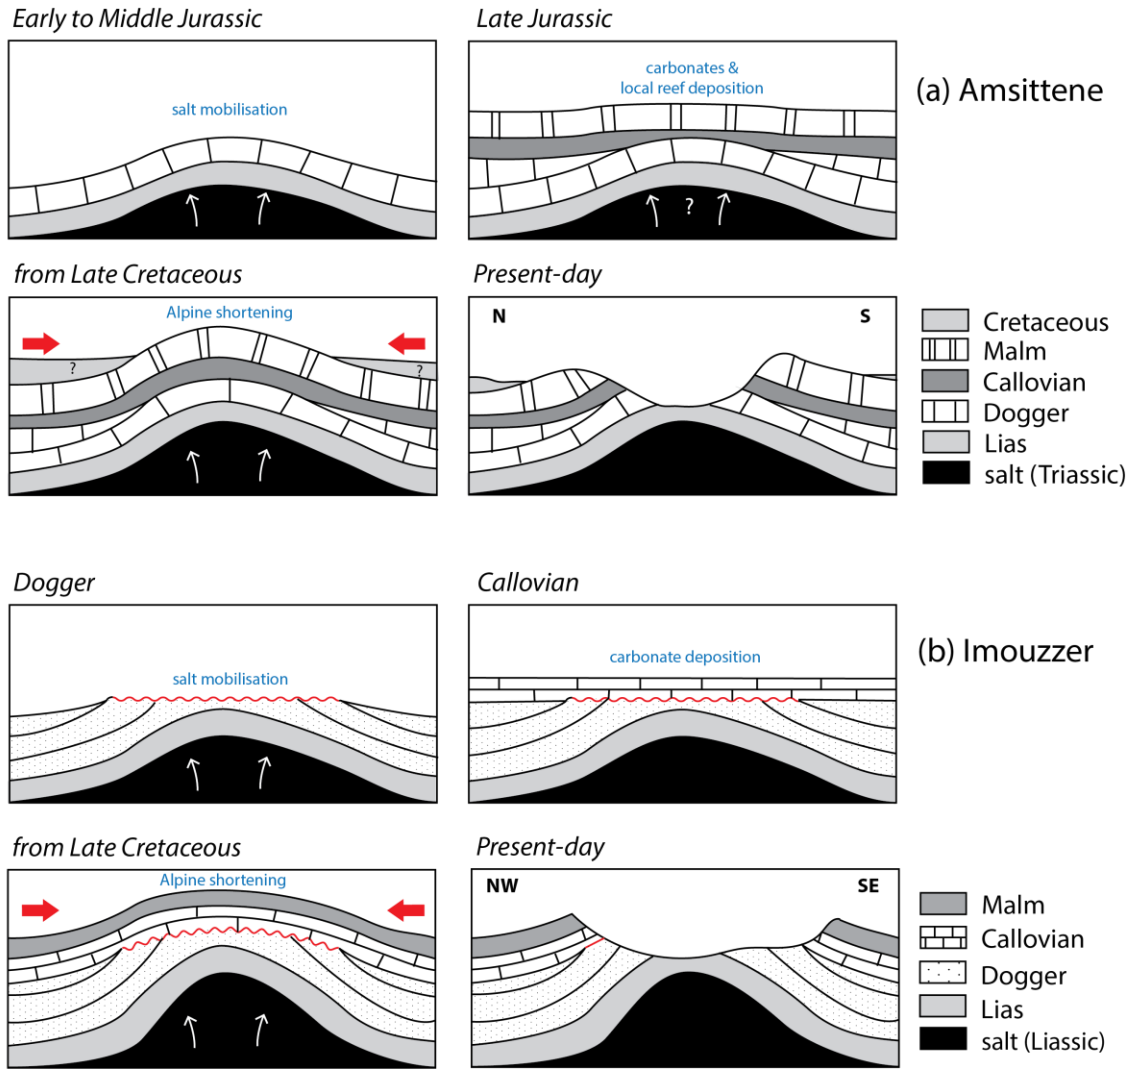 Early to Middle Jurassic
Late Jurassic
salt mobilisation
carbonates &
local reef deposition
(a) Amsittene
?
from Late Cretaceous
Present-day
Alpine shortening
?
?
N
S
Cretaceous
Malm
Callovian
Dogger
Lias
salt (Triassic)
Dogger
Callovian
salt mobilisation
carbonate deposition
(b) Imouzzer
from Late Cretaceous
Present-day
Alpine shortening
NW
SE
Malm
Callovian
Dogger
Lias
salt (Liassic)